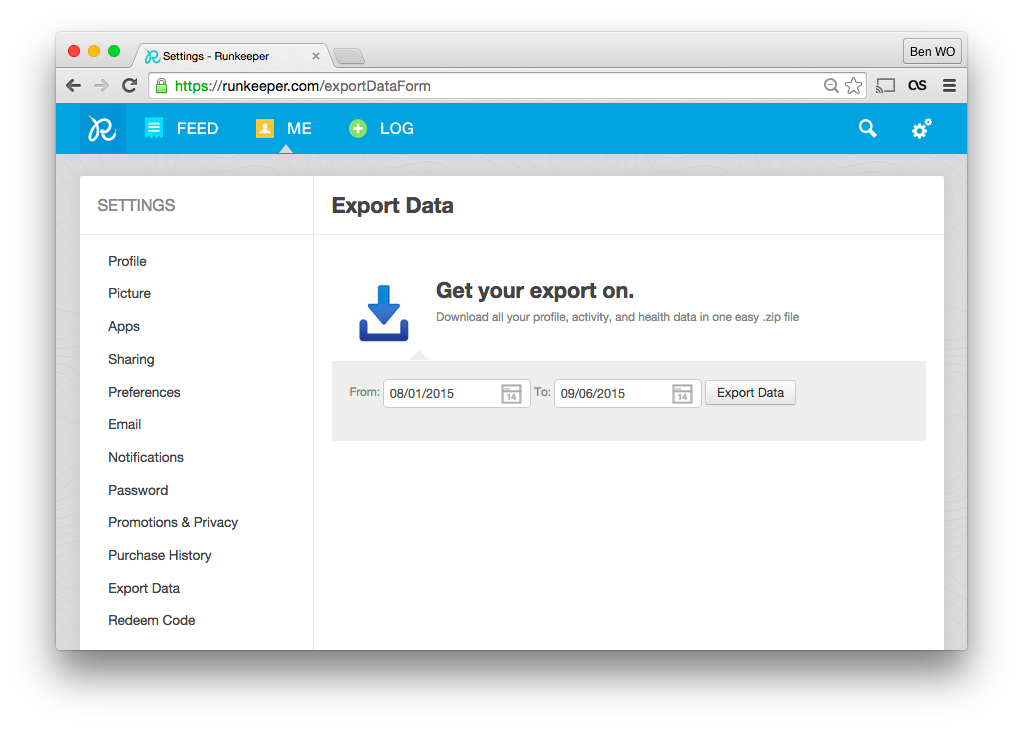 Settings - Runkeeper
Ben WO
https://runkeeper.com/exportDataForm
FEED
ME
LOG
SETTINGS
Export Data
Profile
Picture
Apps
Sharing
Preferences
Email
Notifications
Password
Promotions & Privacy
Purchase History
Export Data
Redeem Code
Get your export on.
Download all your profile, activity, and health data in one easy .zip file
From: 08/01/2015 14 To: 09/06/2015 14 Export Data